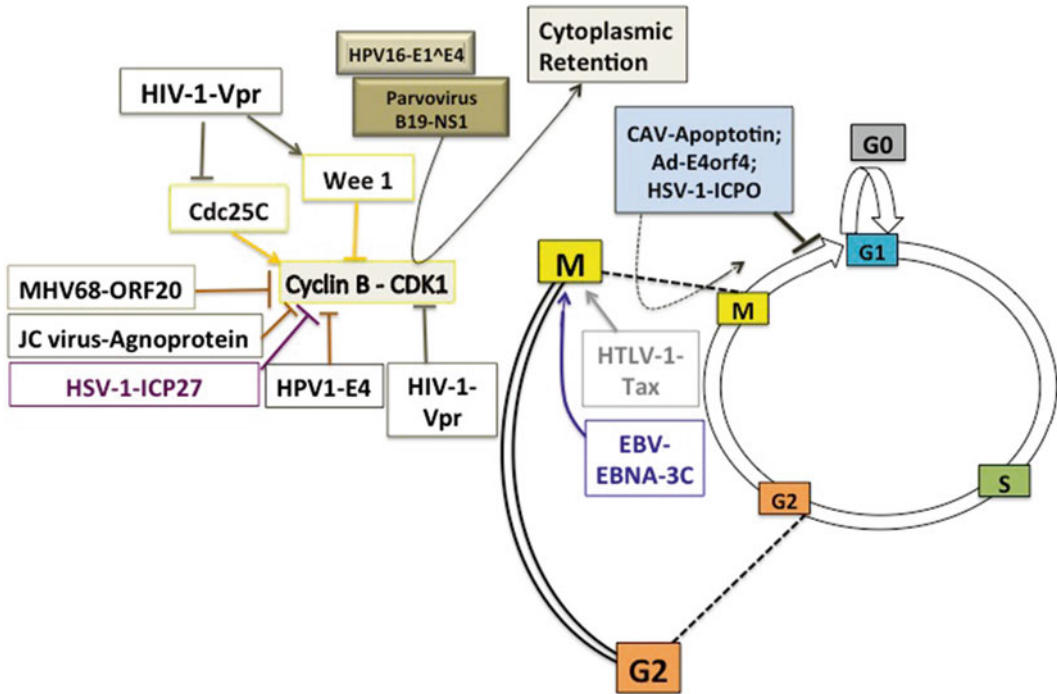 HPV16-E1^E4
Parvovirus
B19-NS1
Cytoplasmic
Retention
HIV-1-Vpr
Wee 1
Cdc25C
CAV-Apoptotin;
Ad-E4orf4;
HSV-1-ICPO
G0
G1
MHV68-ORF20
Cyclin B - CDK1
M
M
JC virus-Agnoprotein
HSV-1-ICP27
HPV1-E4
HIV-1-
Vpr
HTLV-1-
Tax
EBV-
EBNA-3C
G2
S
G2